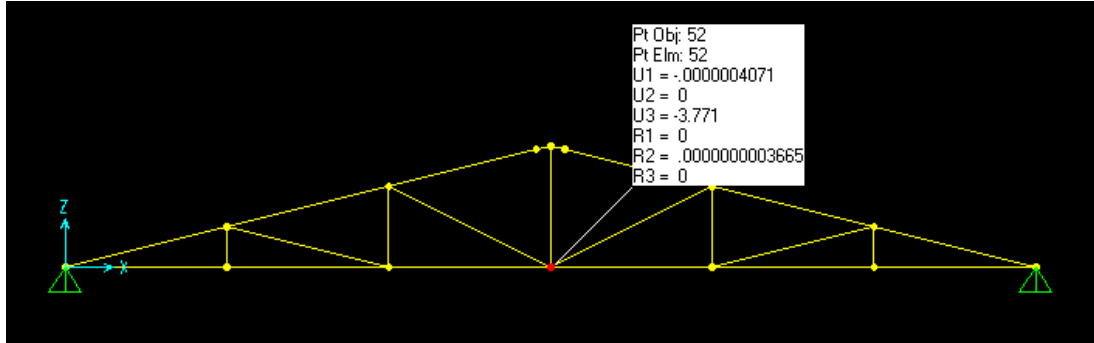 Pt Obj: 52
Pt Elm: 52
U1 = -.0000004071
U2 = 0
U3 = -3.771
R1 = 0
R2 = .0000000003665
R3 = 0
Z
X